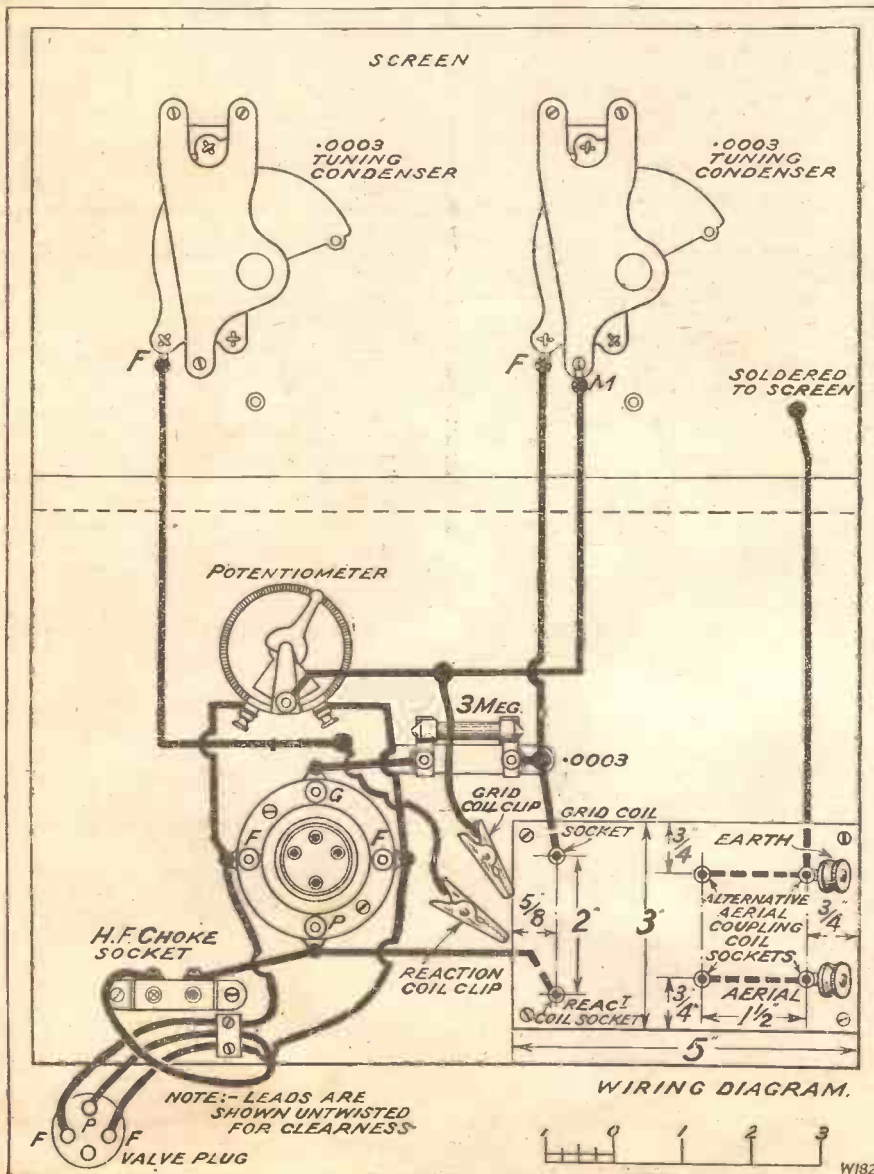 SCREEN
·0003
TUNING
CONDENSER
·0003
TUNING
CONDENSER
F
F
M
SOLDERED
TO SCREEN
POTENTIOMETER
3 MEG.
·0003
G
F
F
P
GRID
COIL CLIP
GRID COIL
SOCKET
3/4"
EARTH
5/8"
2"
3"
ALTERNATIVE
AERIAL
COUPLING
COIL
SOCKETS
3/4"
H.F. CHOKE
SOCKET
REACTION
COIL CLIP
REACT
COIL SOCKET
3/4"
AERIAL
1 1/2"
5"
NOTE:- LEADS ARE
SHOWN UNTWISTED
FOR CLEARNESS
F
P
F
VALVE PLUG
WIRING DIAGRAM.
1 0 1 2 3
W182